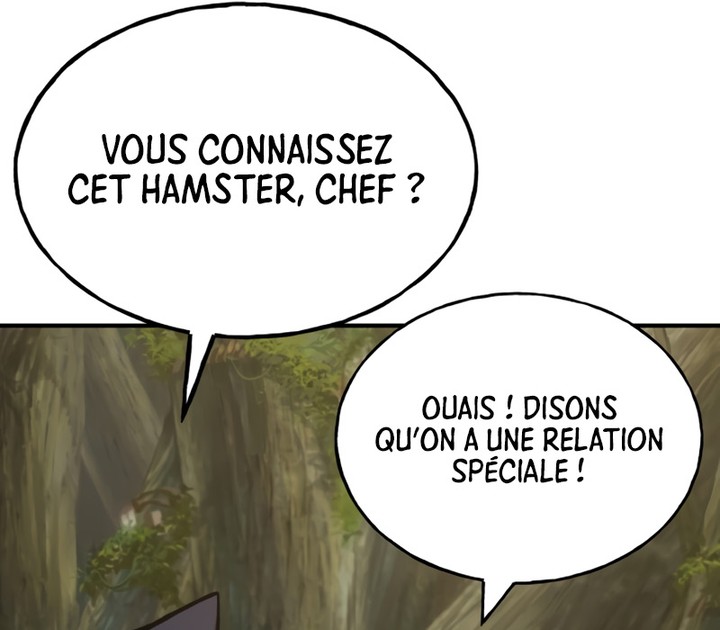 VOUS CONNAISSEZ
CET HAMSTER, CHEF ?
OUAIS ! DISONS
QU'ON A UNE RELATION
SPÉCIALE !